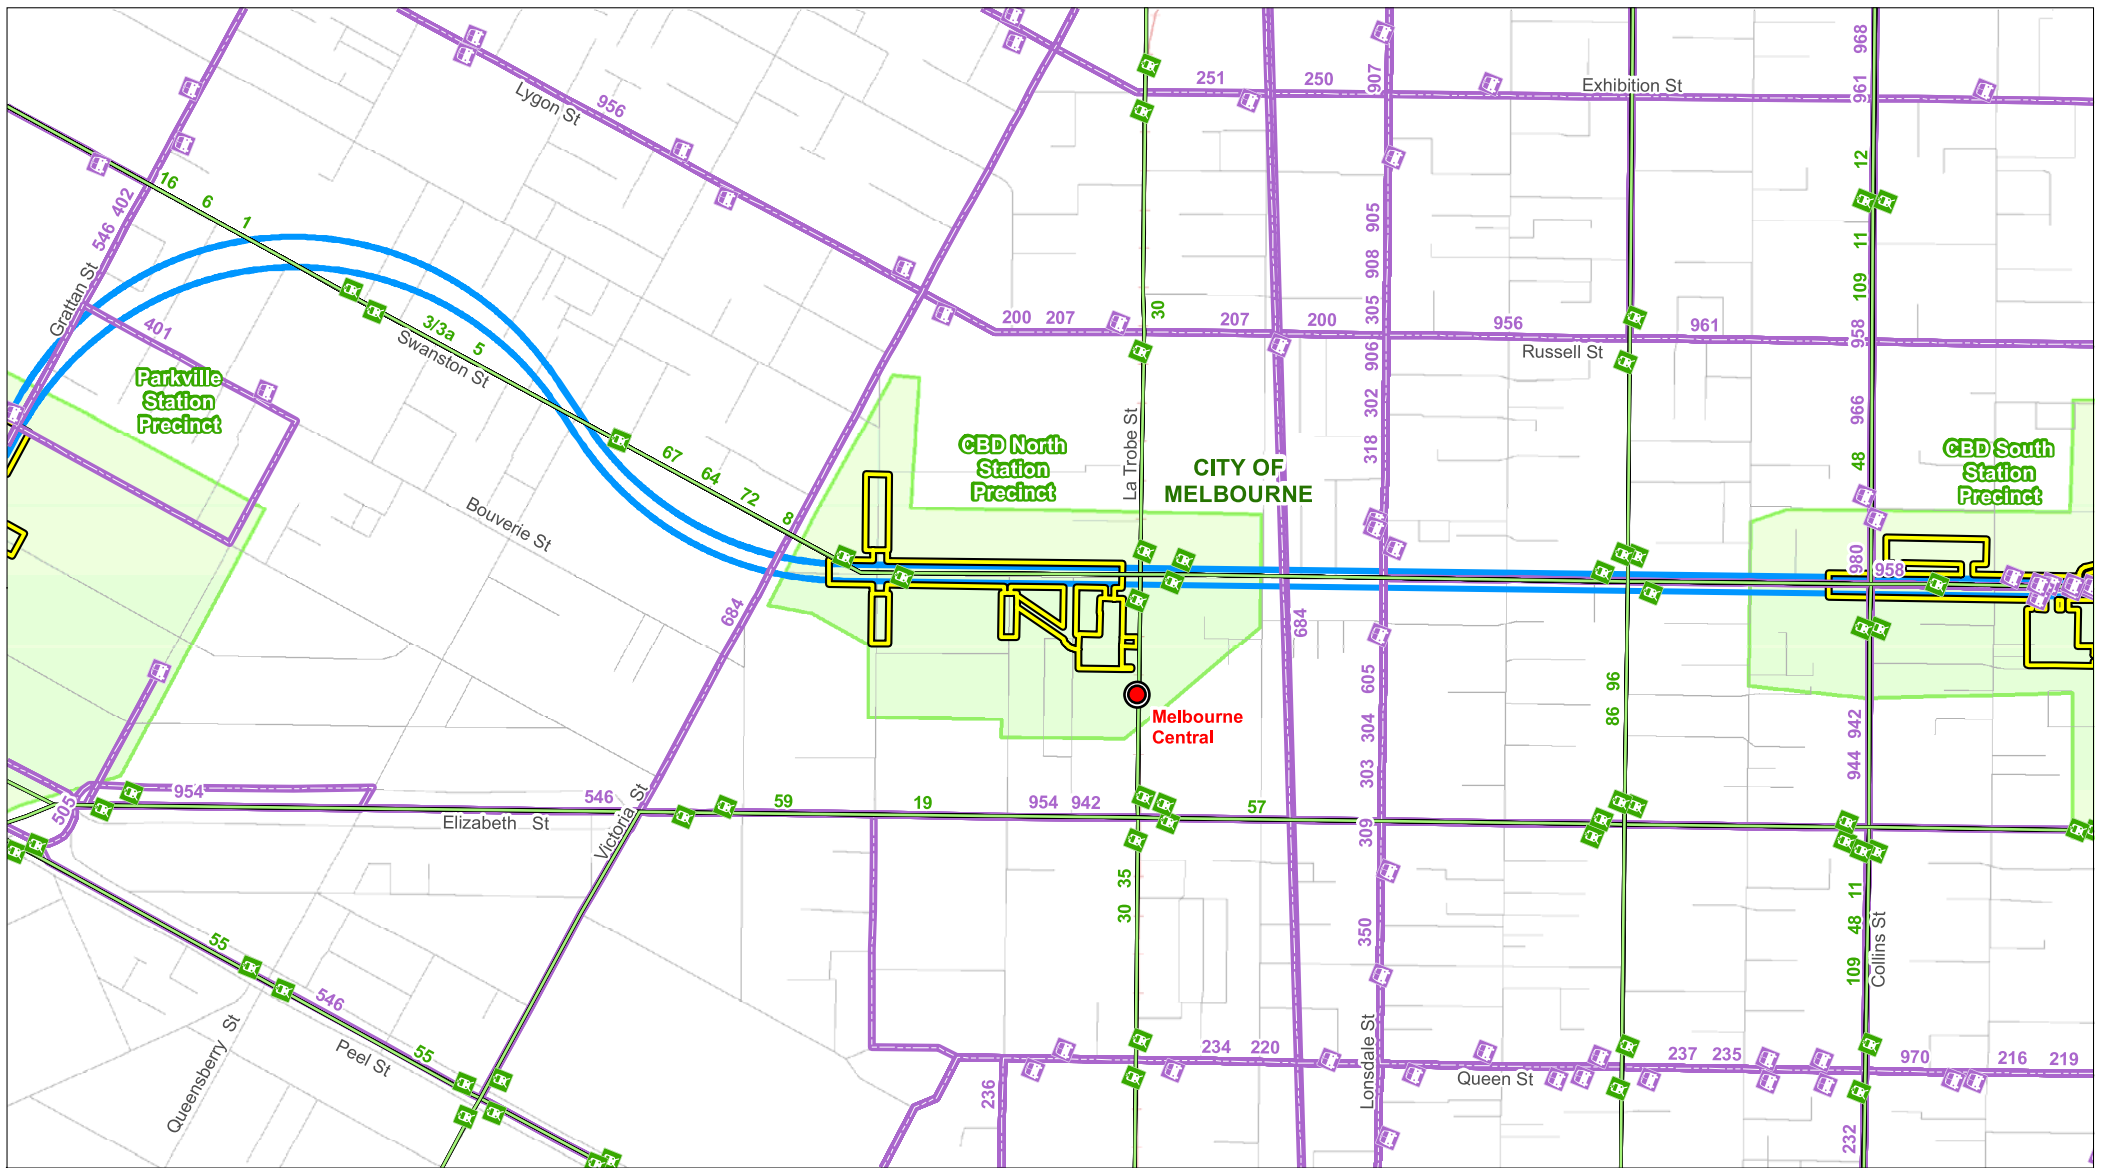 968
251
250
907
Exhibition St
961
Lygon St
956
12
16
6
1
402
546
905
11
908
109
Grattan St
401
3/3a
5
Swanston St
30
305
200
207
207
200
956
961
958
906
Russell St
Parkville
Station
Precinct
302
966
La Trobe St
318
CBD North
Station
Precinct
CITY OF
MELBOURNE
48
CBD South
Station
Precinct
67
64
72
8
Bouverie St
980
958
684
684
605
96
86
304
942
Melbourne
Central
303
944
954
505
546
59
19
954
942
57
Elizabeth St
Victoria St
309
35
30
11
48
109
Collins St
350
55
546
55
Peel St
Queensberry St
234
220
Lonsdale St
Queen St
237
235
970
216
219
236
232